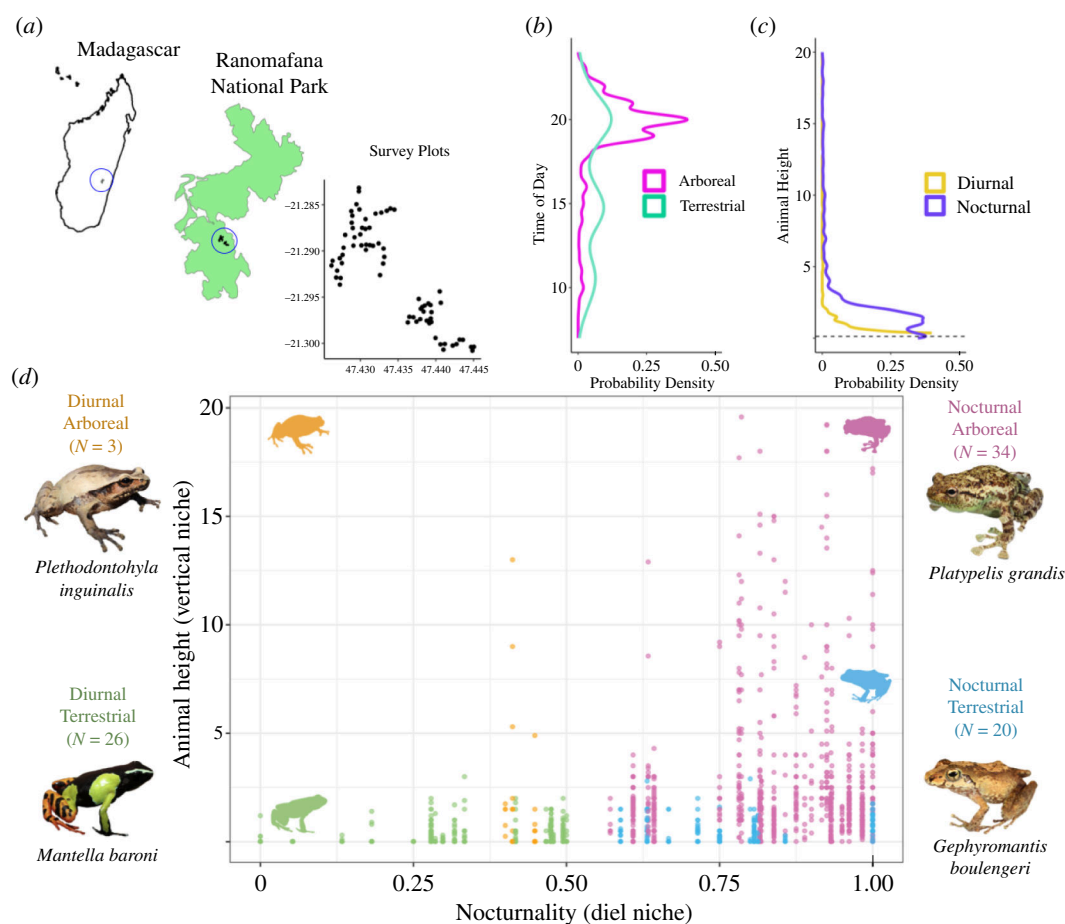 (a)
Madagascar
Ranomafana
National Park
Survey Plots
−21.285
−21.290
−21.295
−21.300
47.430 47.435 47.440 47.445
(b)
Time of Day
20
10
Arboreal
Terrestrial
0 0.25 0.50
Probability Density
(c)
Animal Height
20
15
10
5
Diurnal
Nocturnal
0 0.25 0.50
Probability Density
(d)
Diurnal
Arboreal
(N = 3)
Plethodontohyla
inguinalis
Diurnal
Terrestrial
(N = 26)
Mantella baroni
Animal height (vertical niche)
20
15
10
5
0 0.25 0.50 0.75 1.00
Nocturnality (diel niche)
Nocturnal
Arboreal
(N = 34)
Platypelis grandis
Nocturnal
Terrestrial
(N = 20)
Gephyromantis
boulengeri